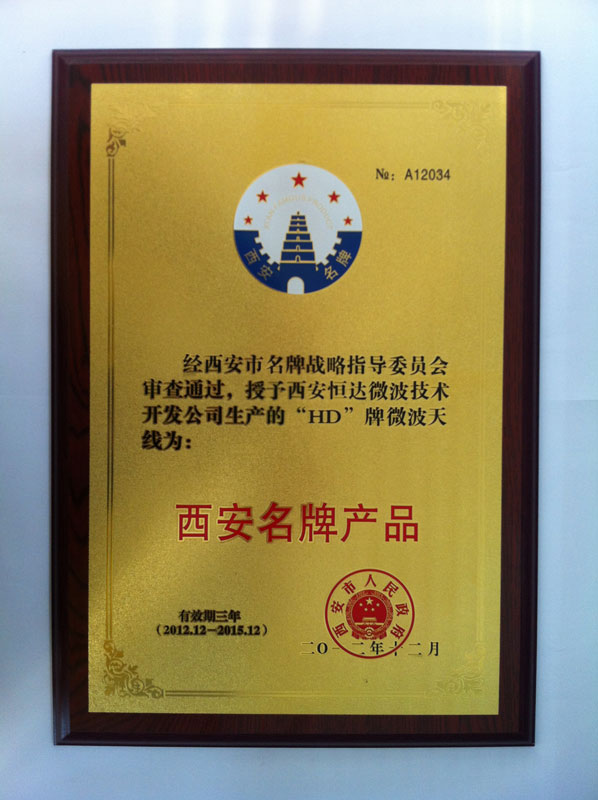 №: A12034
XI'AN FAMOUS PRODUCT
西安名牌
经西安市名牌战略指导委员会
审查通过，授予西安恒达微波技术
开发公司生产的“HD”牌微波天
线为：
西安名牌产品
西安市人民政府
有效期三年
（2012.12－2015.12）
二〇一二年十二月